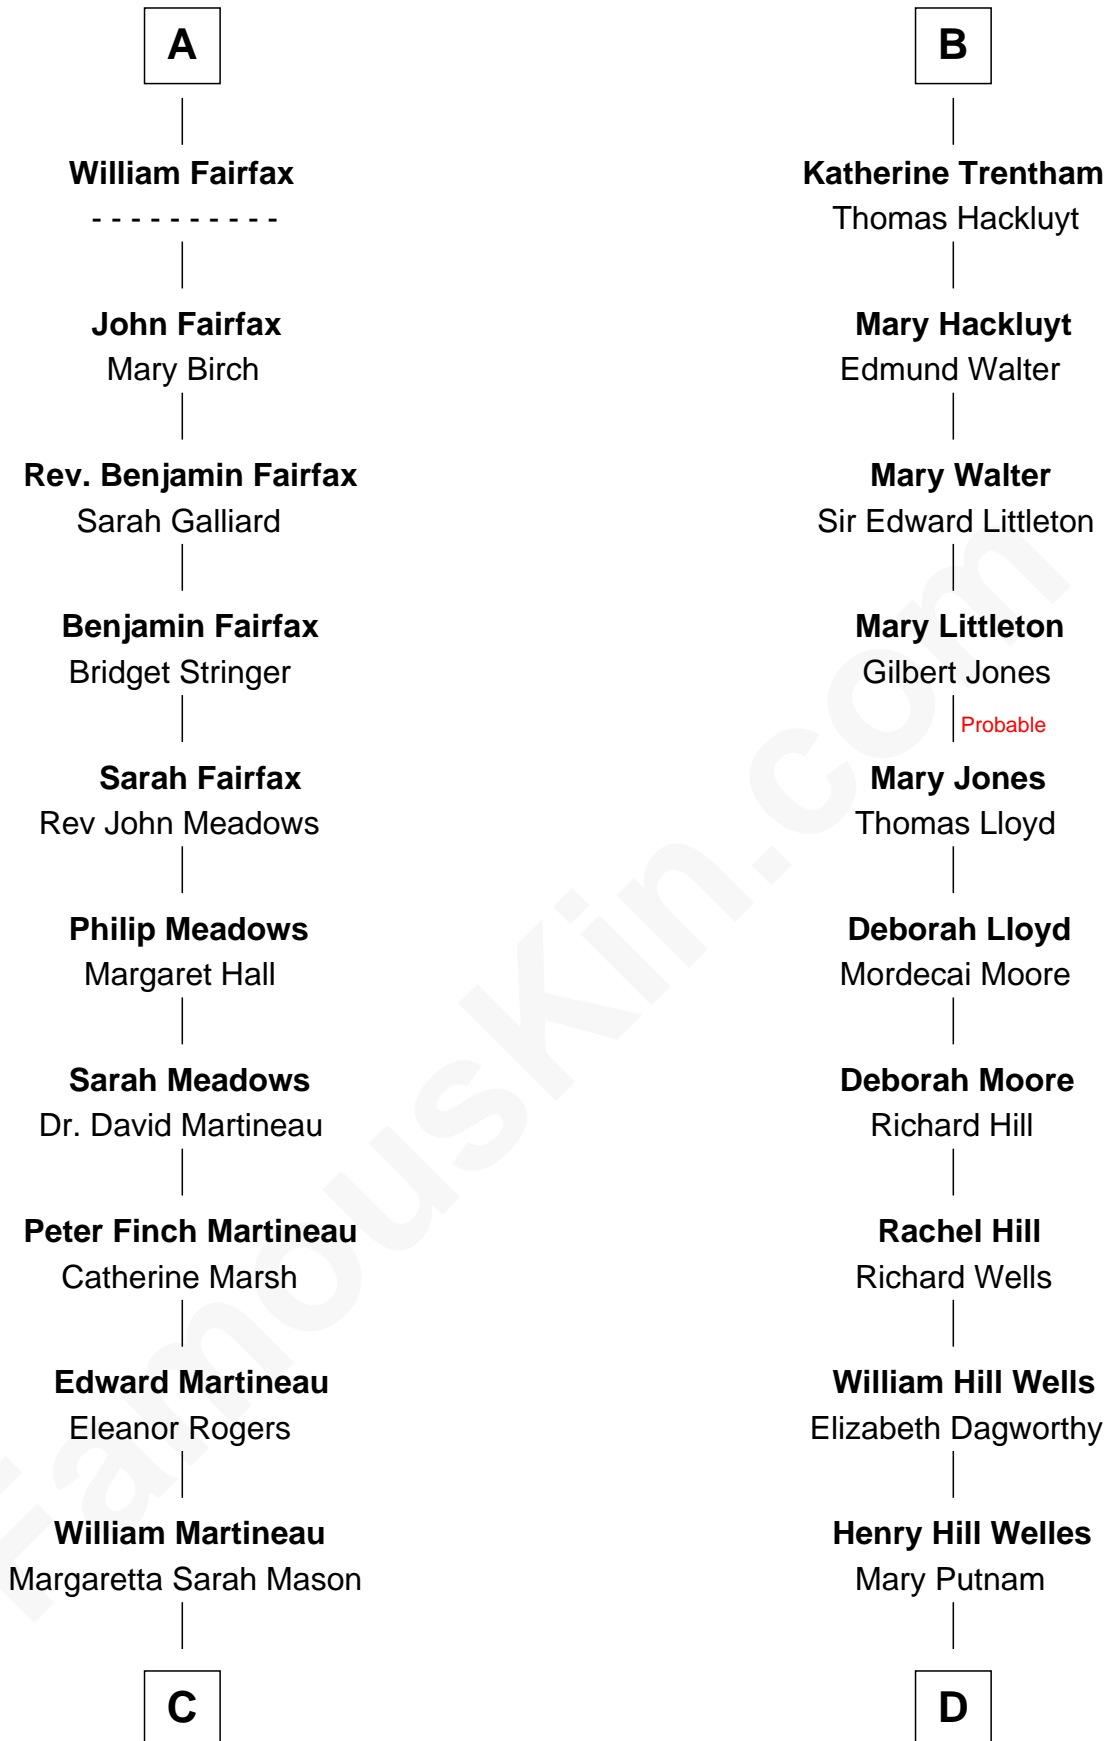 A
William Fairfax
- - - - - - - - - -
John Fairfax
Mary Birch
Rev. Benjamin Fairfax
Sarah Galliard
Benjamin Fairfax
Bridget Stringer
Sarah Fairfax
Rev John Meadows
Philip Meadows
Margaret Hall
Sarah Meadows
Dr. David Martineau
Peter Finch Martineau
Catherine Marsh
Edward Martineau
Eleanor Rogers
William Martineau
Margaretta Sarah Mason
C
B
Katherine Trentham
Thomas Hackluyt
Mary Hackluyt
Edmund Walter
Mary Walter
Sir Edward Littleton
Mary Littleton
Gilbert Jones
Probable
Mary Jones
Thomas Lloyd
Deborah Lloyd
Mordecai Moore
Deborah Moore
Richard Hill
Rachel Hill
Richard Wells
William Hill Wells
Elizabeth Dagworthy
Henry Hill Welles
Mary Putnam
D
FamousKin.com